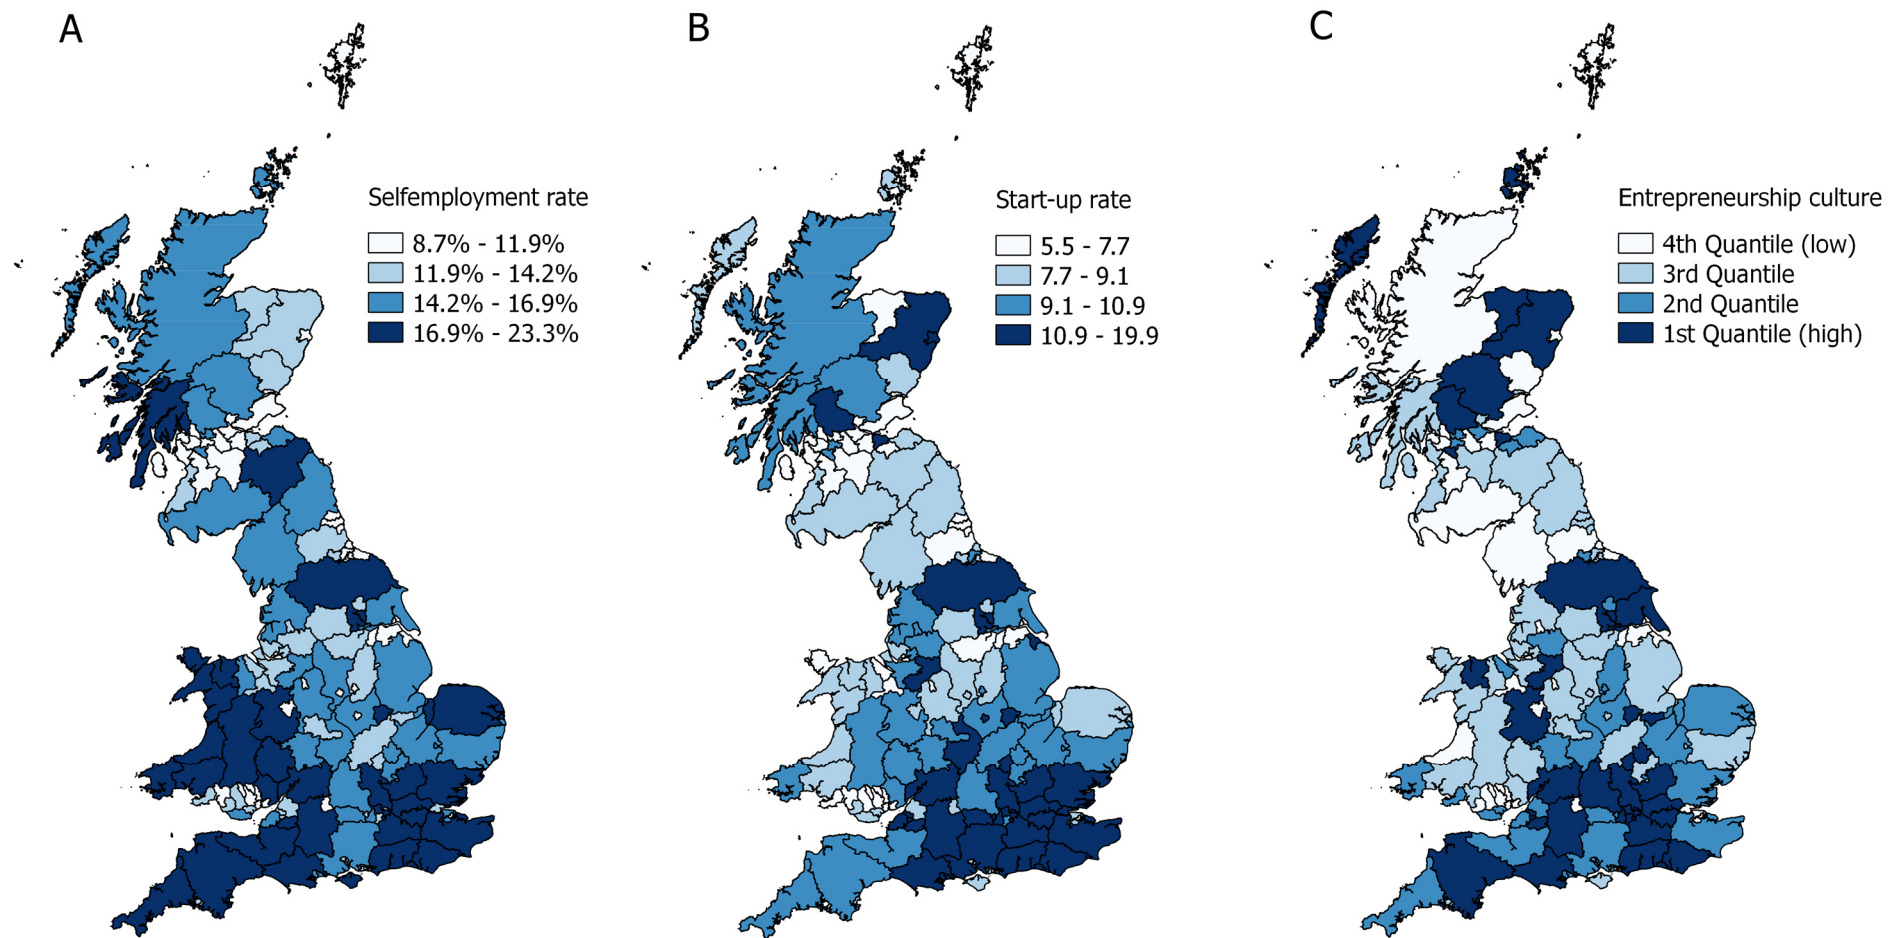 A
Selfemployment rate
8.7% - 11.9%
11.9% - 14.2%
14.2% - 16.9%
16.9% - 23.3%
B
Start-up rate
5.5 - 7.7
7.7 - 9.1
9.1 - 10.9
10.9 - 19.9
C
Entrepreneurship culture
4th Quantile (low)
3rd Quantile
2nd Quantile
1st Quantile (high)